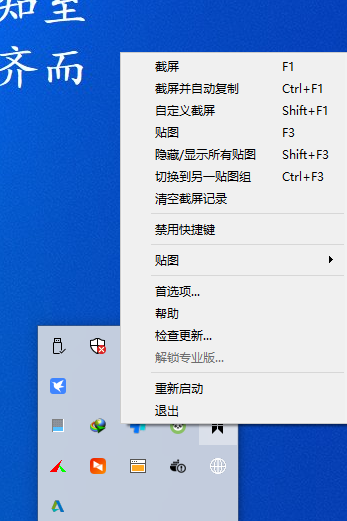 知至
齐而
截屏 F1
截屏并自动复制 Ctrl+F1
自定义截屏 Shift+F1
贴图 F3
隐藏/显示所有贴图 Shift+F3
切换到另一贴图组 Ctrl+F3
清空截屏记录
禁用快捷键
贴图
首选项...
帮助
检查更新...
解锁专业版...
重新启动
退出